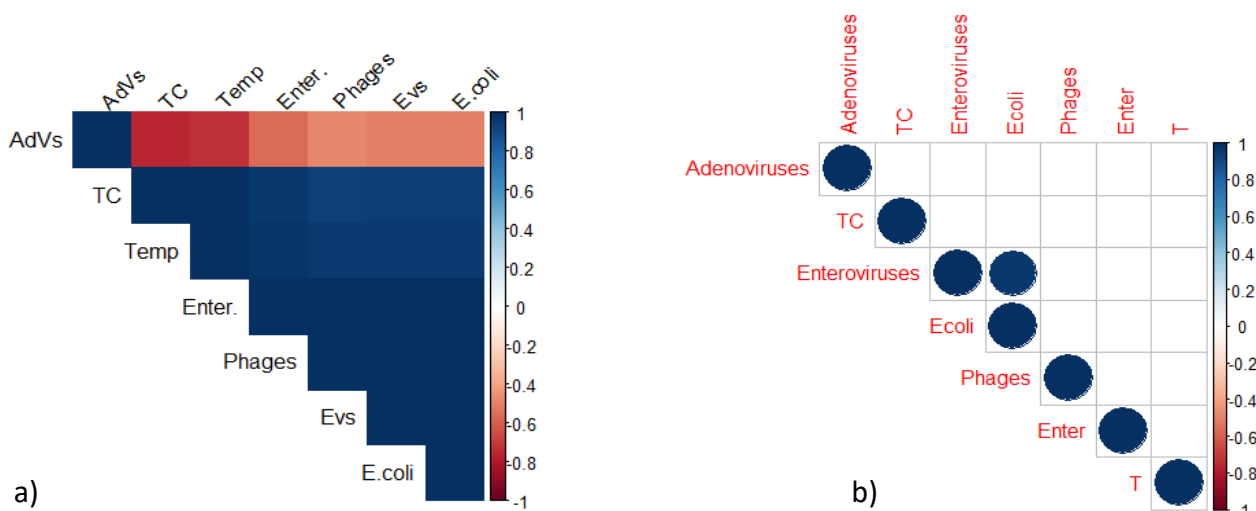 AdVs
TC
Temp
Enter.
Phages
Evs
E.coli
AdVs
TC
Temp
Enter.
Phages
Evs
E.coli
1
0.8
0.6
0.4
0.2
0
-0.2
-0.4
-0.6
-0.8
-1
a)
Adenoviruses
TC
Enteroviruses
Ecoli
Phages
Enter
T
Adenoviruses
TC
Enteroviruses
Ecoli
Phages
Enter
T
1
0.8
0.6
0.4
0.2
0
-0.2
-0.4
-0.6
-0.8
-1
b)